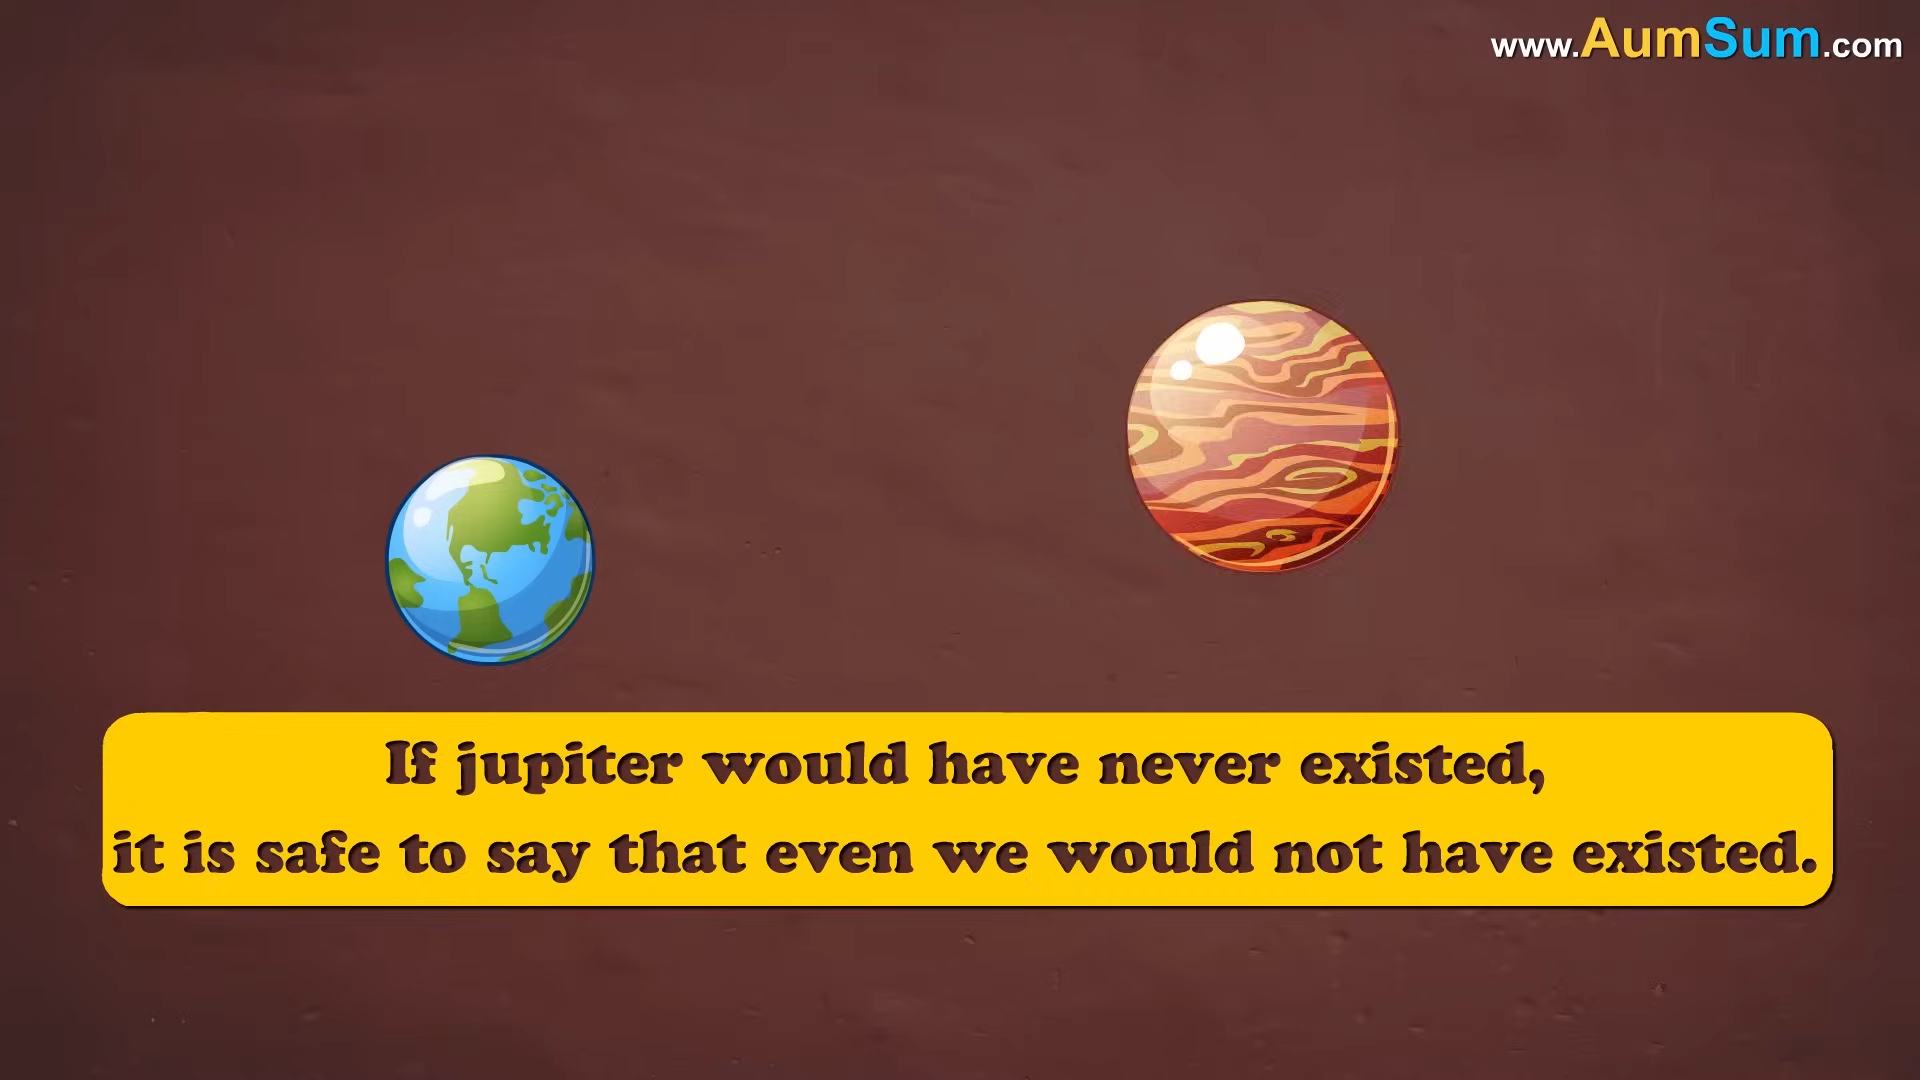 www.AumSum.com
If jupiter would have never existed,
it is safe to say that even we would not have existed.